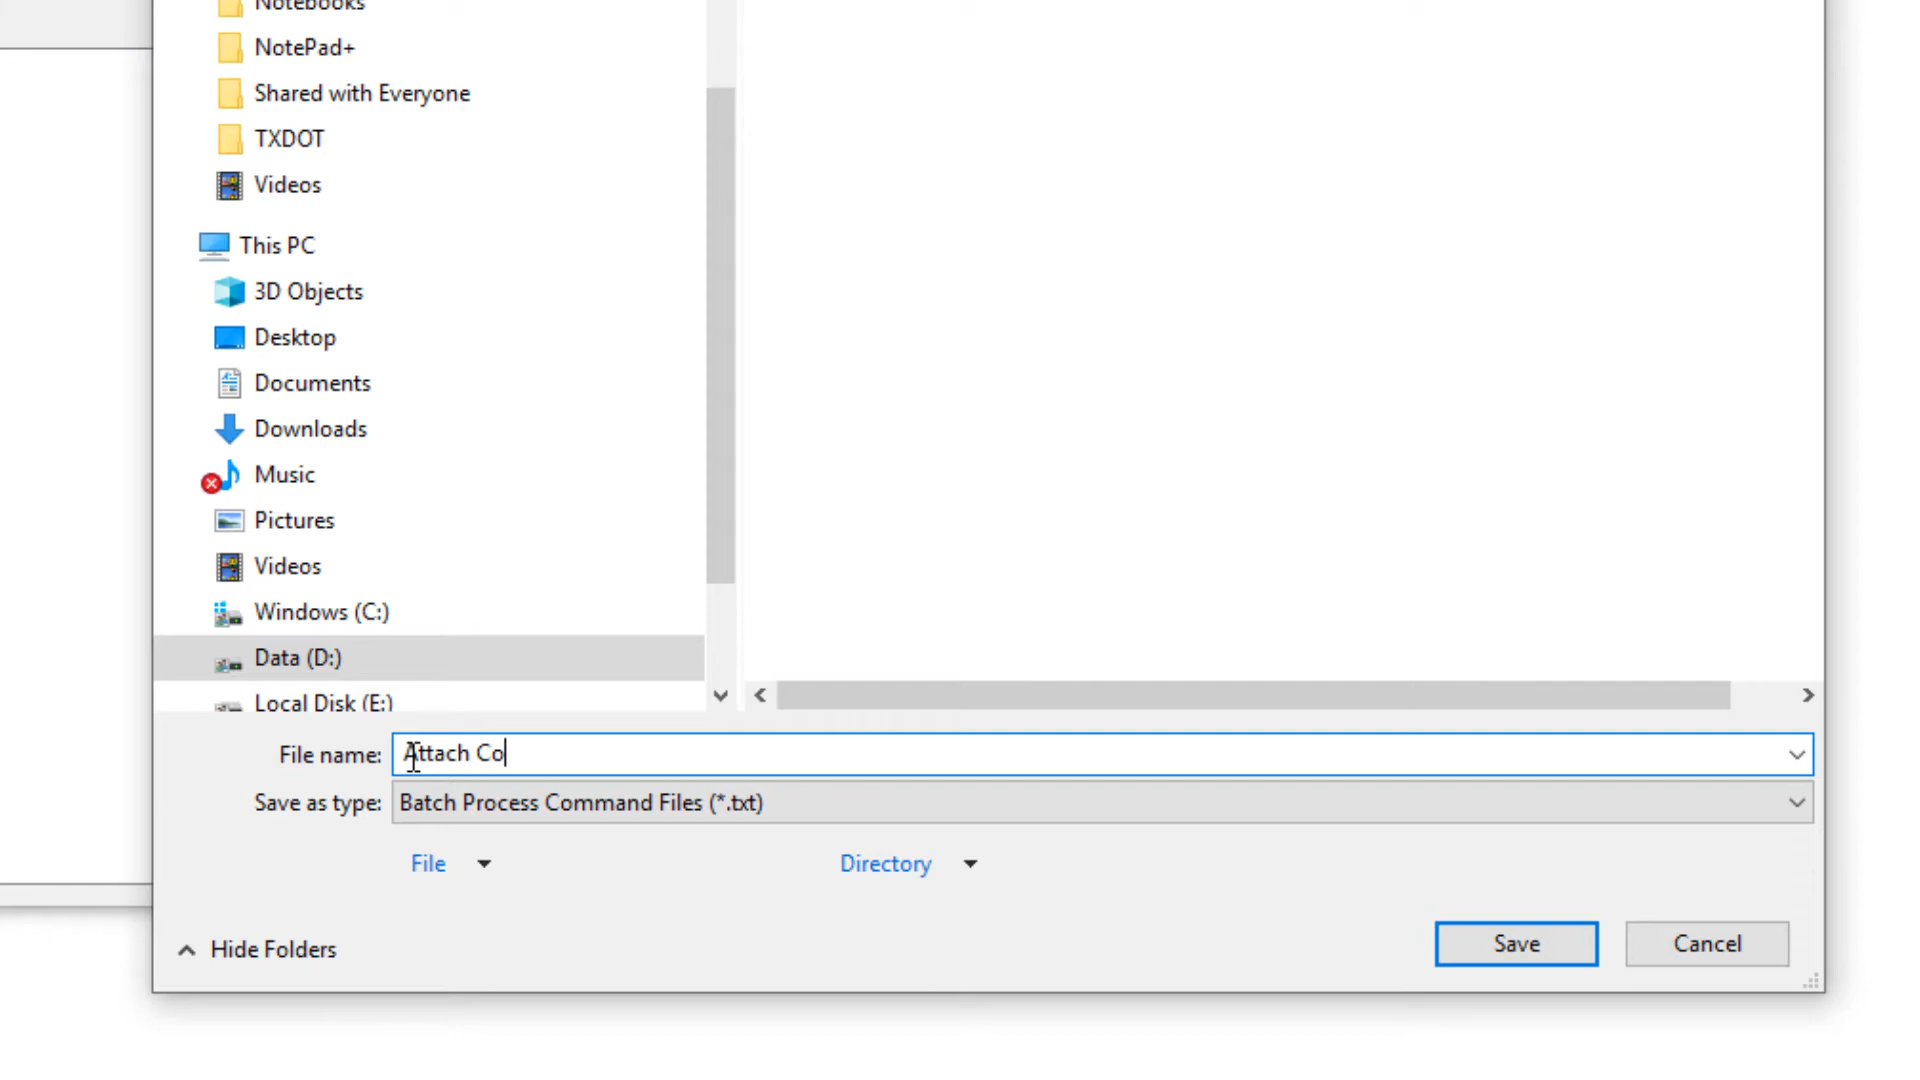 Notebooks
NotePad+
Shared with Everyone
TXDOT
Videos
This PC
3D Objects
Desktop
Documents
Downloads
Music
Pictures
Videos
Windows (C:)
Data (D:)
Local Disk (E:)
File name: Attach Co
Save as type: Batch Process Command Files (*.txt)
File Directory
Hide Folders Save Cancel